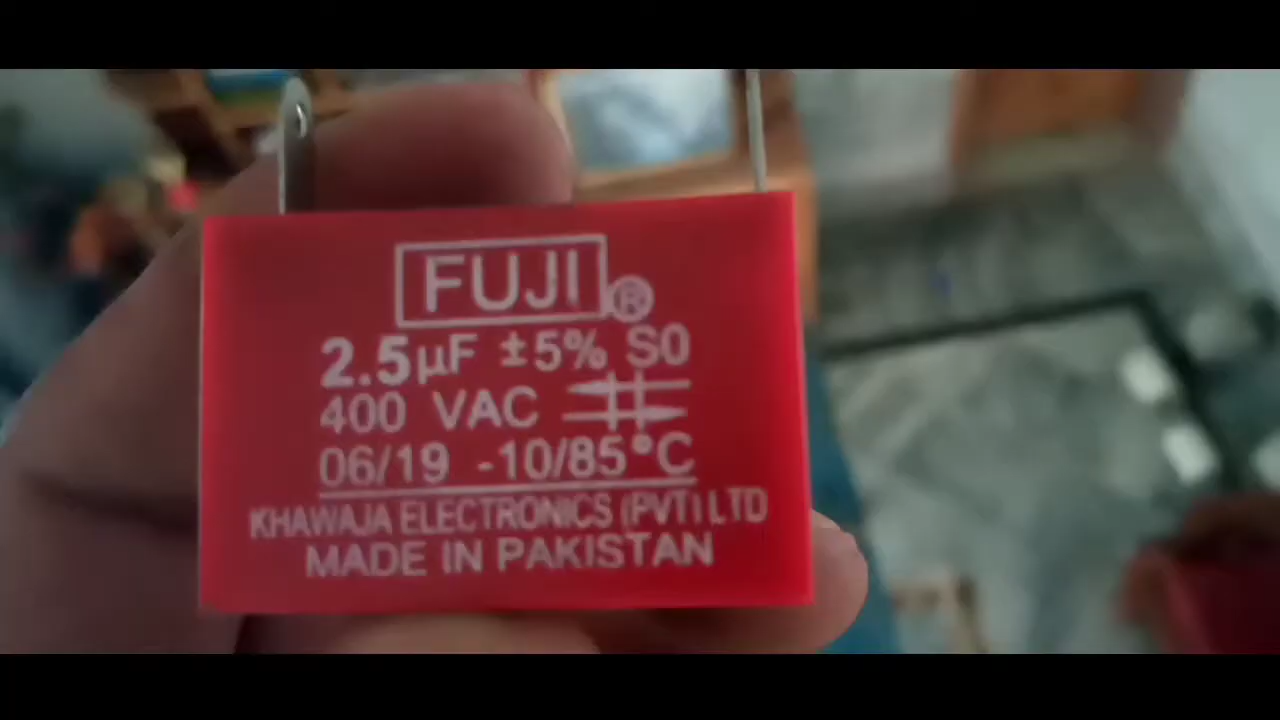 FUJI ®
2.5µF ±5% S0
400 VAC
06/19 -10/85°C
KHAWAJA ELECTRONICS (PVT) LTD
MADE IN PAKISTAN